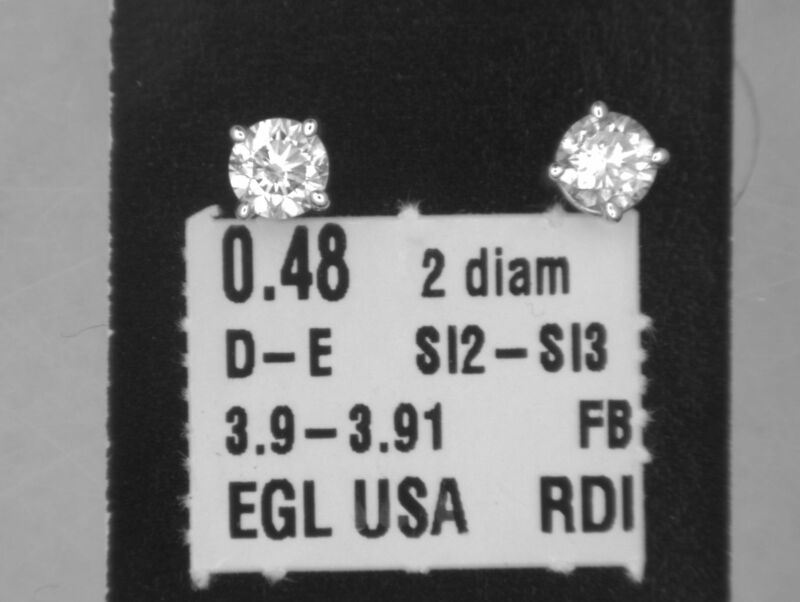 0.48 2 diam
D-E SI2-SI3
3.9-3.91 FB
EGL USA RDI